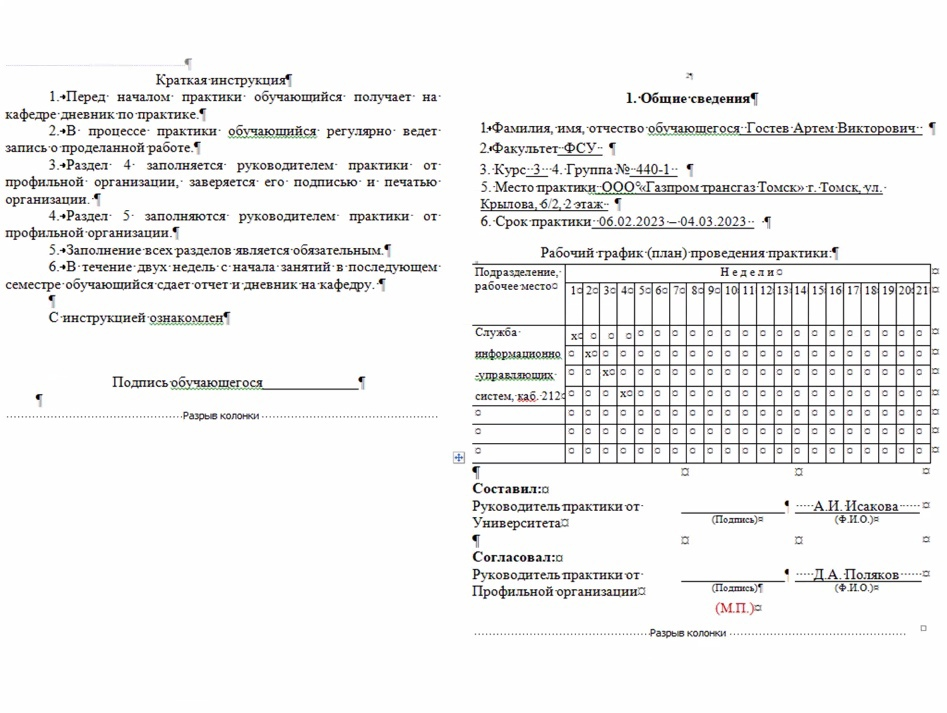 Краткая инструкция
1. Перед началом практики обучающийся получает на
кафедре дневник по практике.
2. В процессе практики обучающийся регулярно ведет
запись о проделанной работе.
3. Раздел 4 заполняется руководителем практики от
профильной организации, заверяется его подписью и печатью
организации.
4. Раздел 5 заполняются руководителем практики от
профильной организации.
5. Заполнение всех разделов является обязательным.
6. В течение двух недель с начала занятий в последующем
семестре обучающийся сдает отчет и дневник на кафедру.
С инструкцией ознакомлен
Подпись обучающегося
Разрыв колонки
1. Общие сведения
1. Фамилия, имя, отчество обучающегося Гостев Артем Викторович
2. Факультет ФСУ
3. Курс 3 4. Группа № 440-1
5. Место практики ООО «Газпром трансгаз Томск» г. Томск, ул.
Крылова, 6/2, 2 этаж
6. Срок практики 06.02.2023 – 04.03.2023
Рабочий график (план) проведения практики:
Подразделение, Недели
рабочее место 1 2 3 4 5 6 7 8 9 10 11 12 13 14 15 16 17 18 19 20 21
Служба x
информационно x
-управляющих x
систем, каб. 212 x
Составил:
Руководитель практики от А.И. Исакова
Университета (Подпись) (Ф.И.О.)
Согласовал:
Руководитель практики от Д.А. Поляков
Профильной организации (Подпись) (Ф.И.О.)
(М.П.)
Разрыв колонки